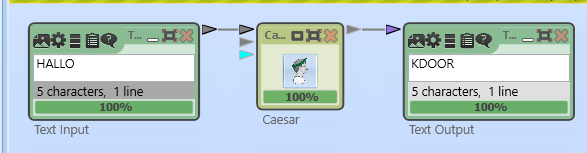 T...
HALLO
5 characters, 1 line
100%
Text Input
Ca...
100%
Caesar
T...
KDOOR
5 characters, 1 line
100%
Text Output